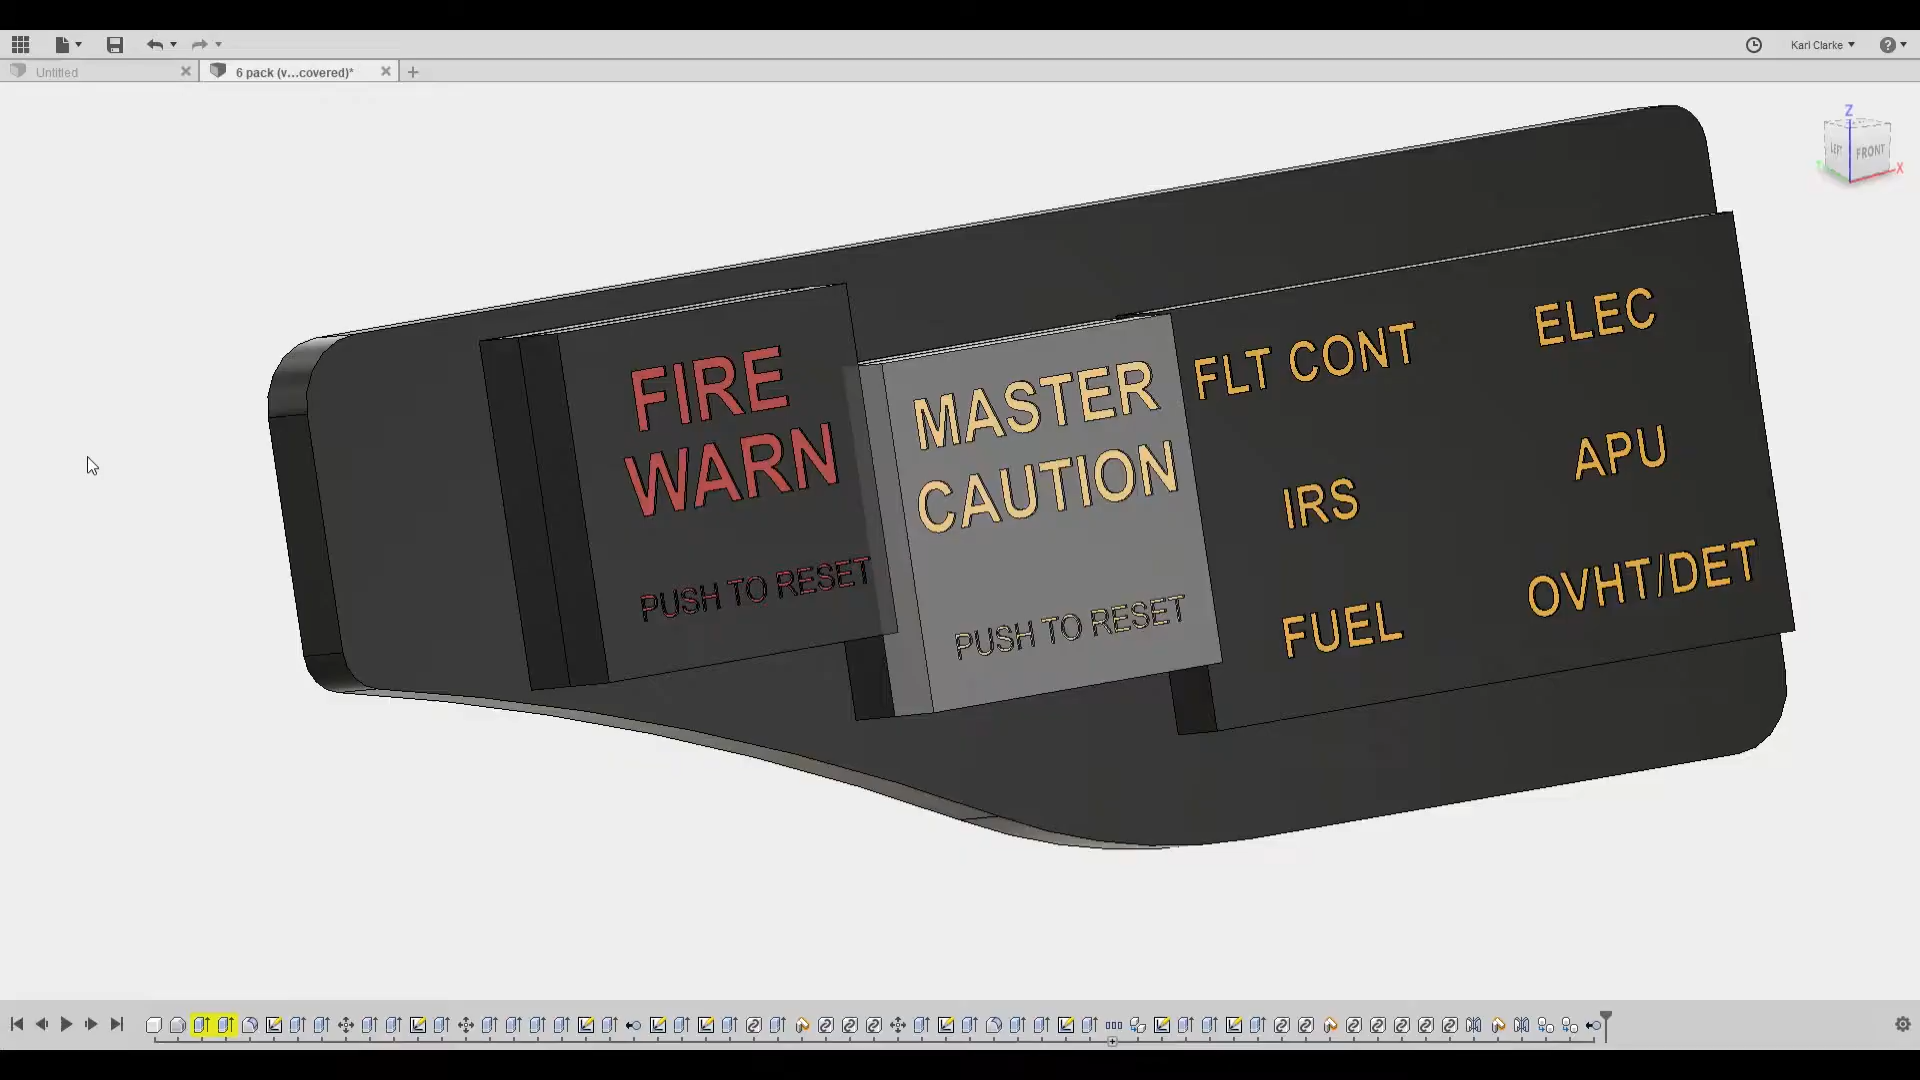 Karl Clarke
Untitled
6 pack (v...covered)*
Z
LEFT
FRONT
X
FIRE
WARN
PUSH TO RESET
MASTER
CAUTION
PUSH TO RESET
FLT CONT
ELEC
IRS
APU
FUEL
OVHT/DET